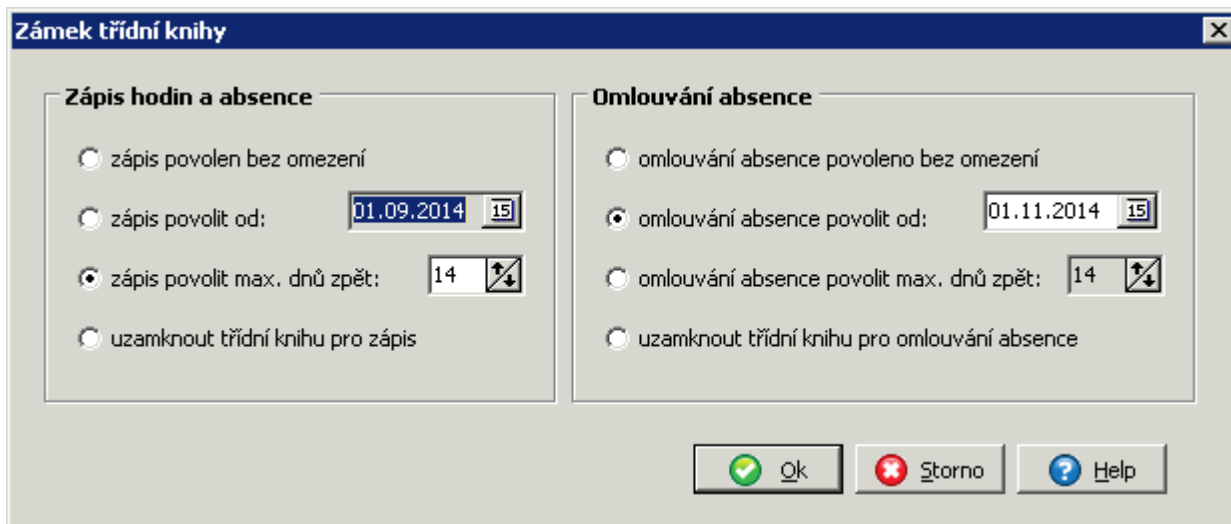 Zámek třídní knihy
Zápis hodin a absence
zápis povolen bez omezení
zápis povolit od: 01.09.2014 15
zápis povolit max. dnů zpět: 14
uzamknout třídní knihu pro zápis
Omlouvání absence
omlouvání absence povoleno bez omezení
omlouvání absence povolit od: 01.11.2014 15
omlouvání absence povolit max. dnů zpět: 14
uzamknout třídní knihu pro omlouvání absence
Ok Storno Help